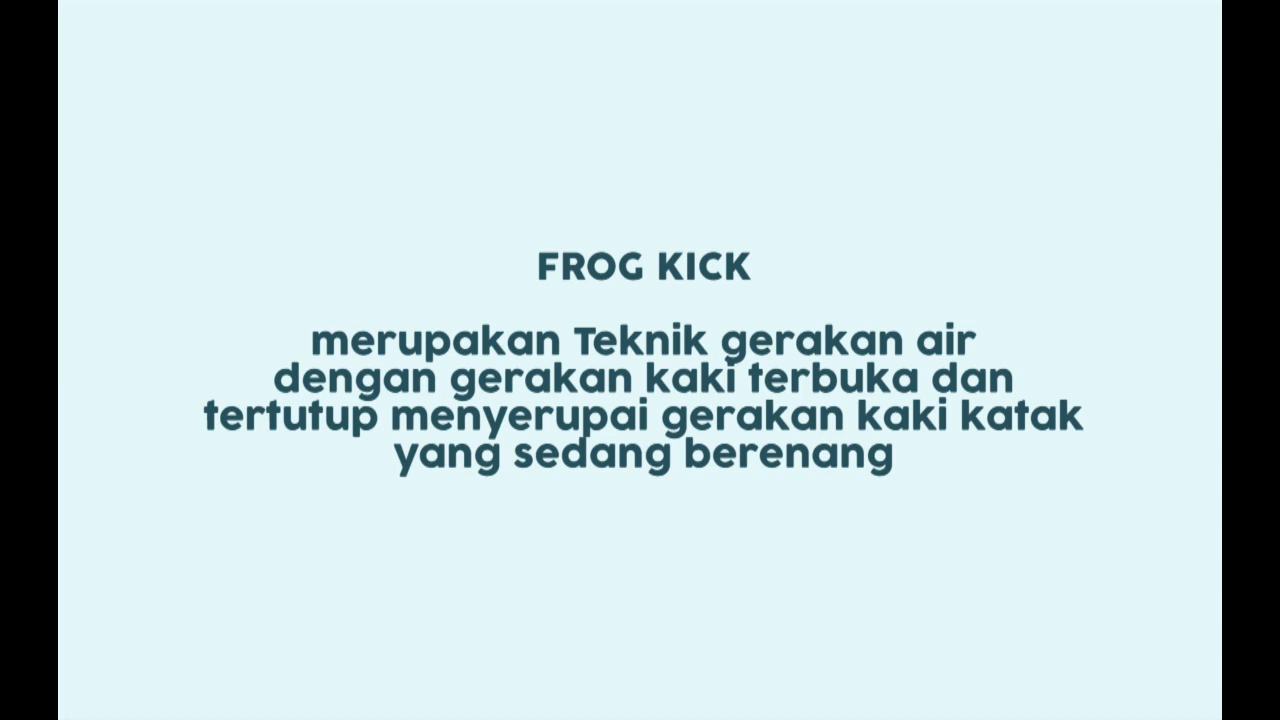 FROG KICK
merupakan Teknik gerakan air
dengan gerakan kaki terbuka dan
tertutup menyerupai gerakan kaki katak
yang sedang berenang